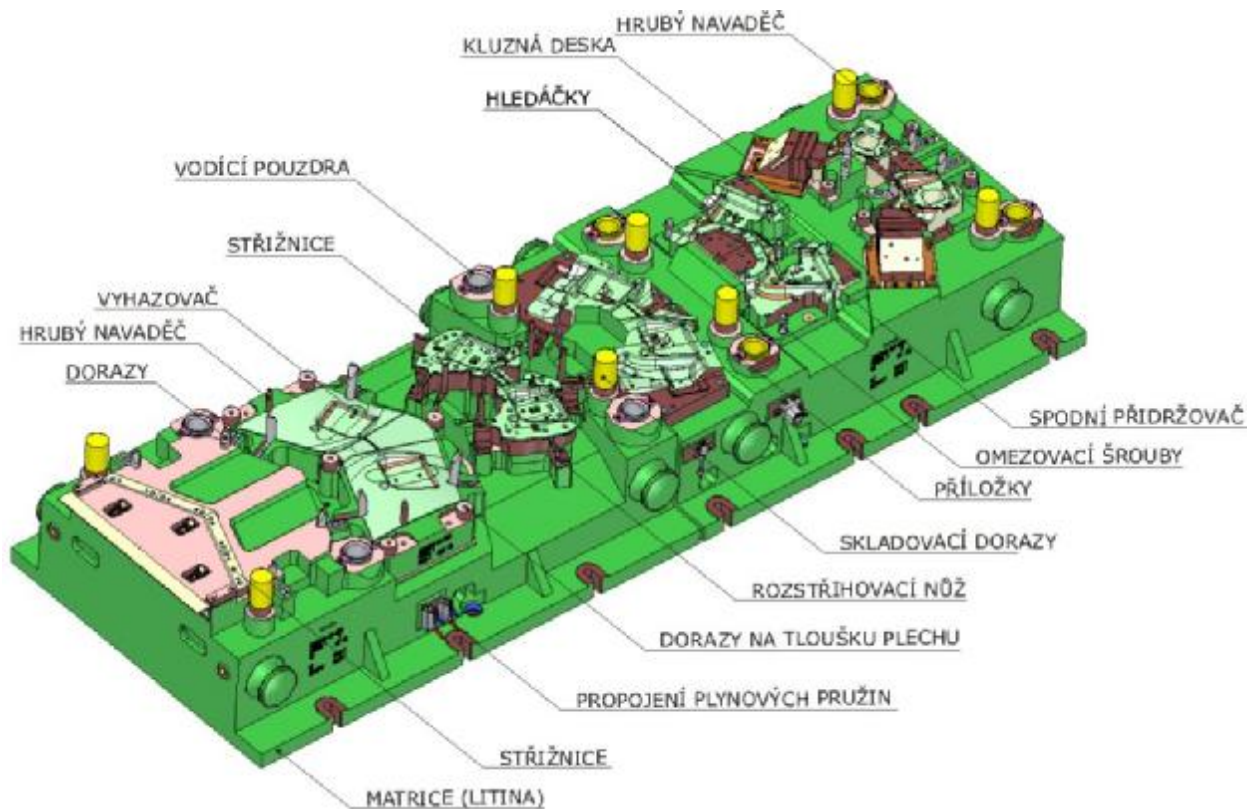 HRUBÝ NAVADĚČ
KLUZNÁ DESKA
HLEDÁČKY
VODÍCÍ POUZDRA
STŘIŽNICE
VYHAZOVAČ
HRUBÝ NAVADĚČ
DORAZY
SPODNÍ PŘIDRŽOVAČ
OMEZOVACÍ ŠROUBY
PŘÍLOŽKY
SKLADOVACÍ DORAZY
ROZSTŘIHOVACÍ NŮŽ
DORAZY NA TLOUŠKU PLECHU
PROPOJENÍ PLYNOVÝCH PRUŽIN
STŘIŽNICE
MATRICE (LITINA)